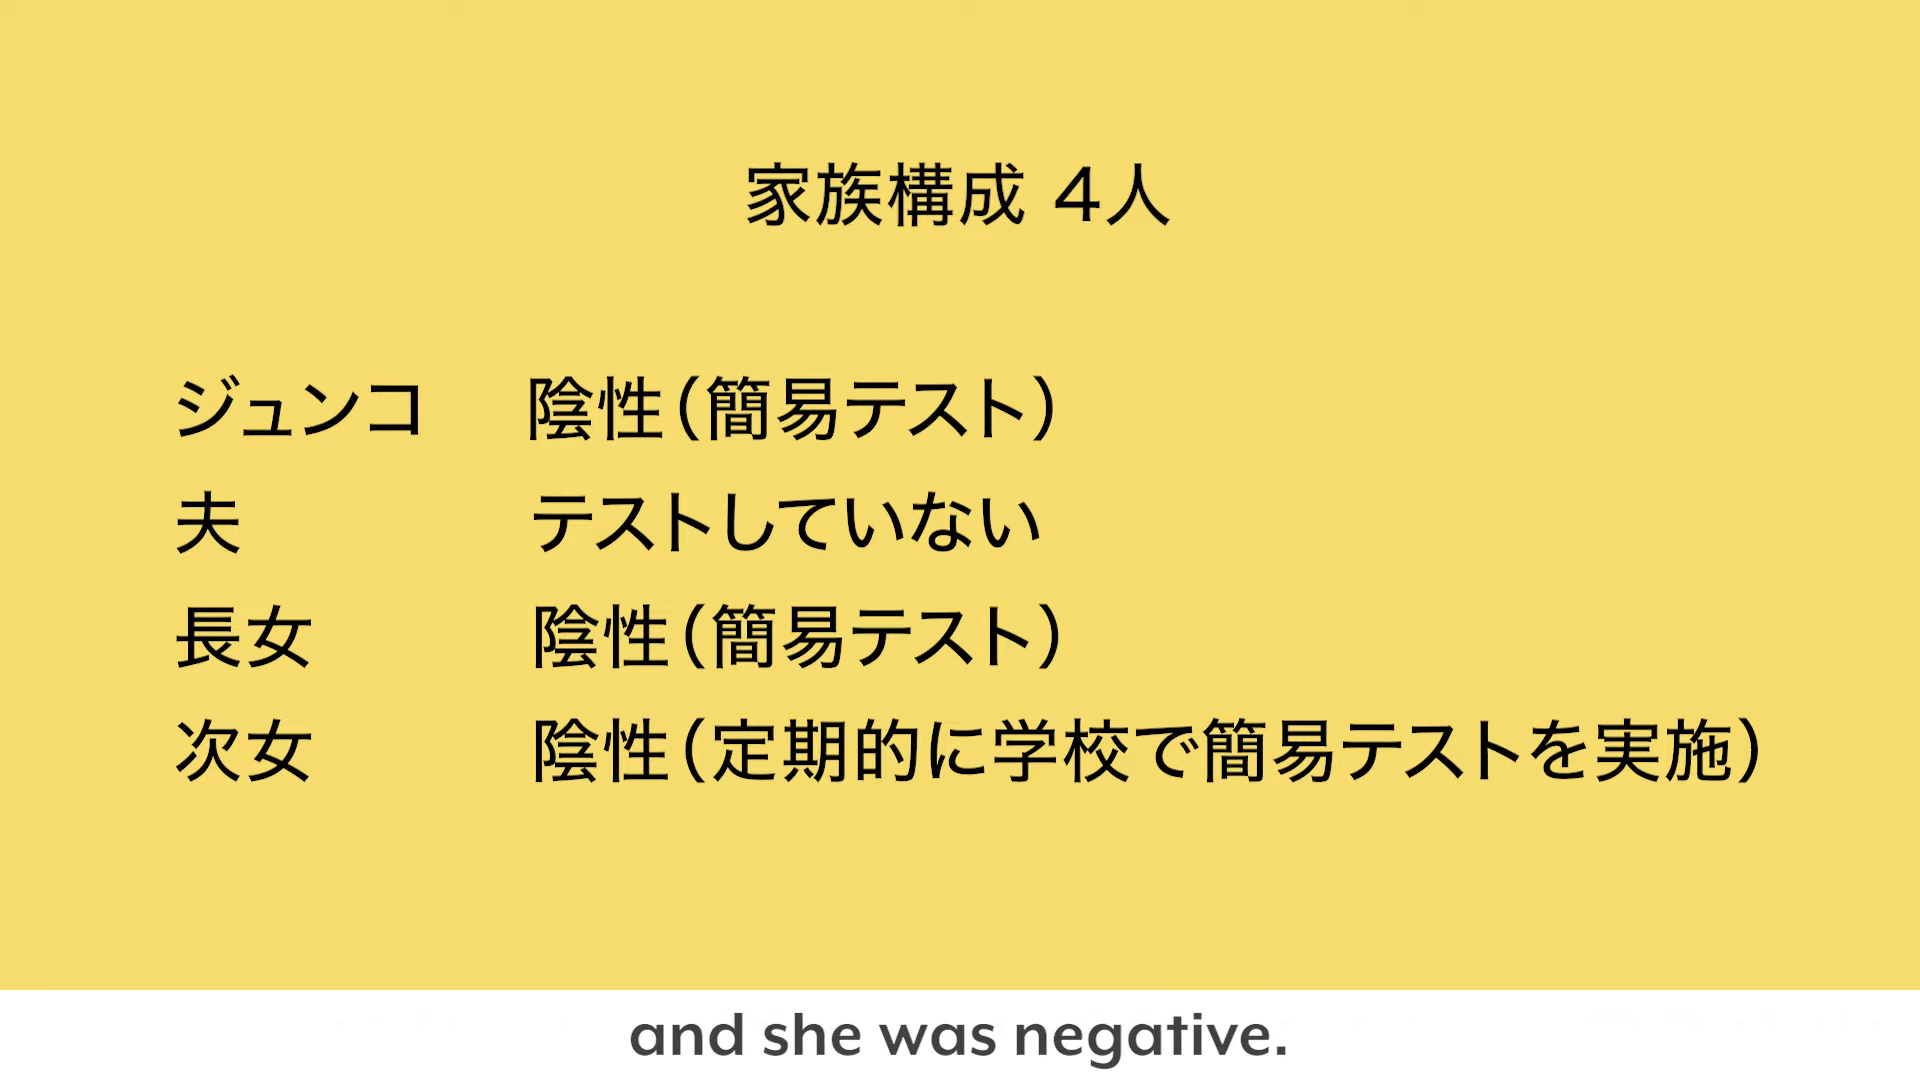 家族構成 4人
ジュンコ 陰性(簡易テスト)
夫 テストしていない
長女 陰性(簡易テスト)
次女 陰性(定期的に学校で簡易テストを実施)
and she was negative.